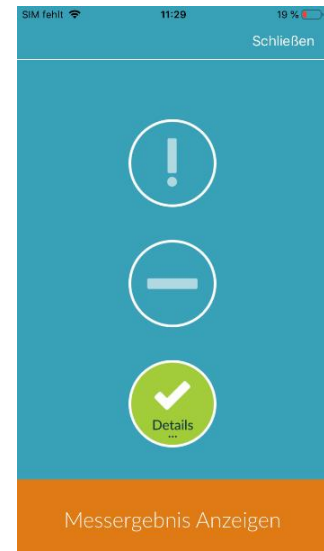 SIM fehlt 11:29 19 %
Schließen
Details
...
Messergebnis Anzeigen